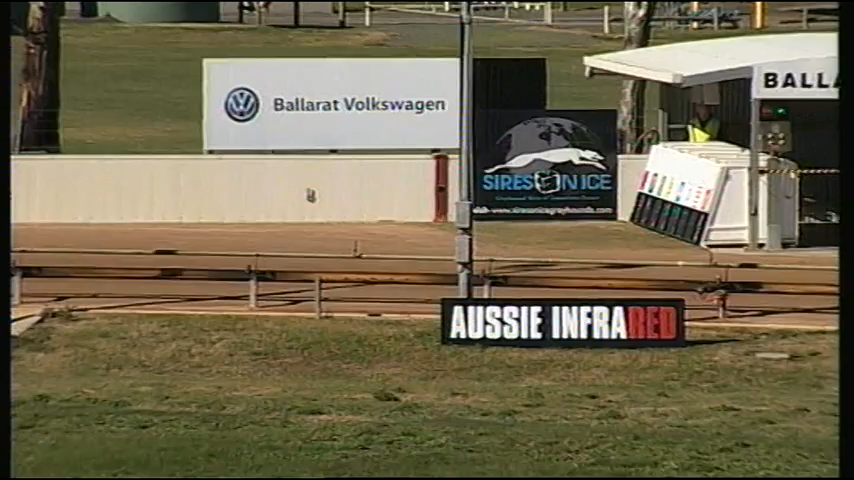 Ballarat Volkswagen
BALLA
SIRES ON ICE
AUSSIE INFRARED